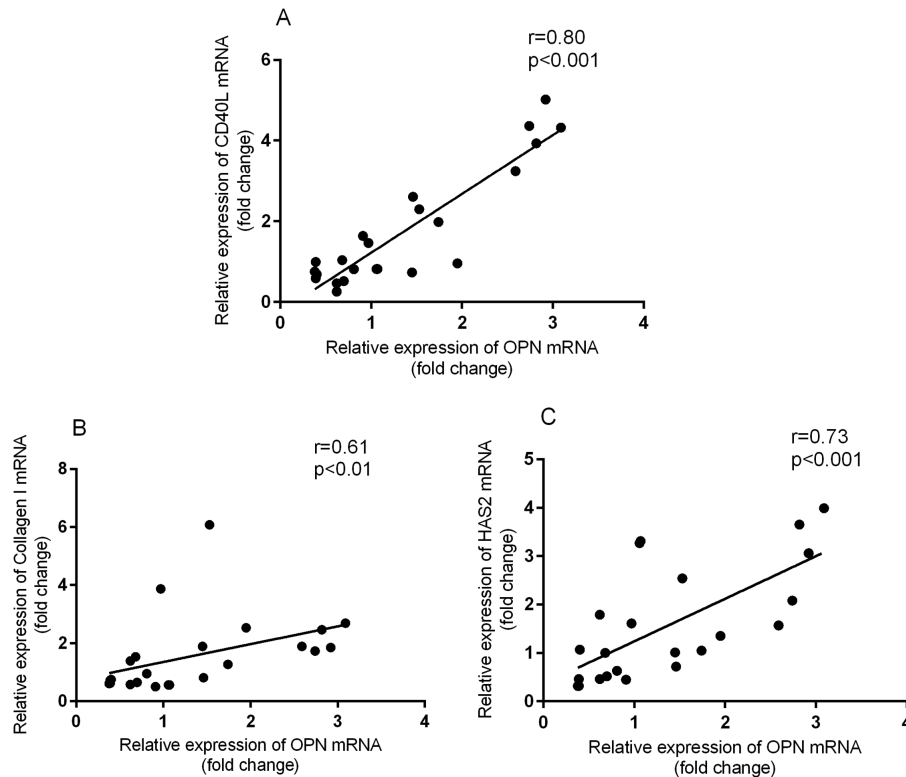 A
r=0.80
p<0.001
Relative expression of CD40L mRNA
(fold change)
6
4
2
0
0 1 2 3 4
Relative expression of OPN mRNA
(fold change)
B
r=0.61
p<0.01
Relative expression of Collagen I mRNA
(fold change)
8
6
4
2
0
0 1 2 3 4
Relative expression of OPN mRNA
(fold change)
C
r=0.73
p<0.001
Relative expression of HAS2 mRNA
(fold change)
5
4
3
2
1
0
0 1 2 3 4
Relative expression of OPN mRNA
(fold change)